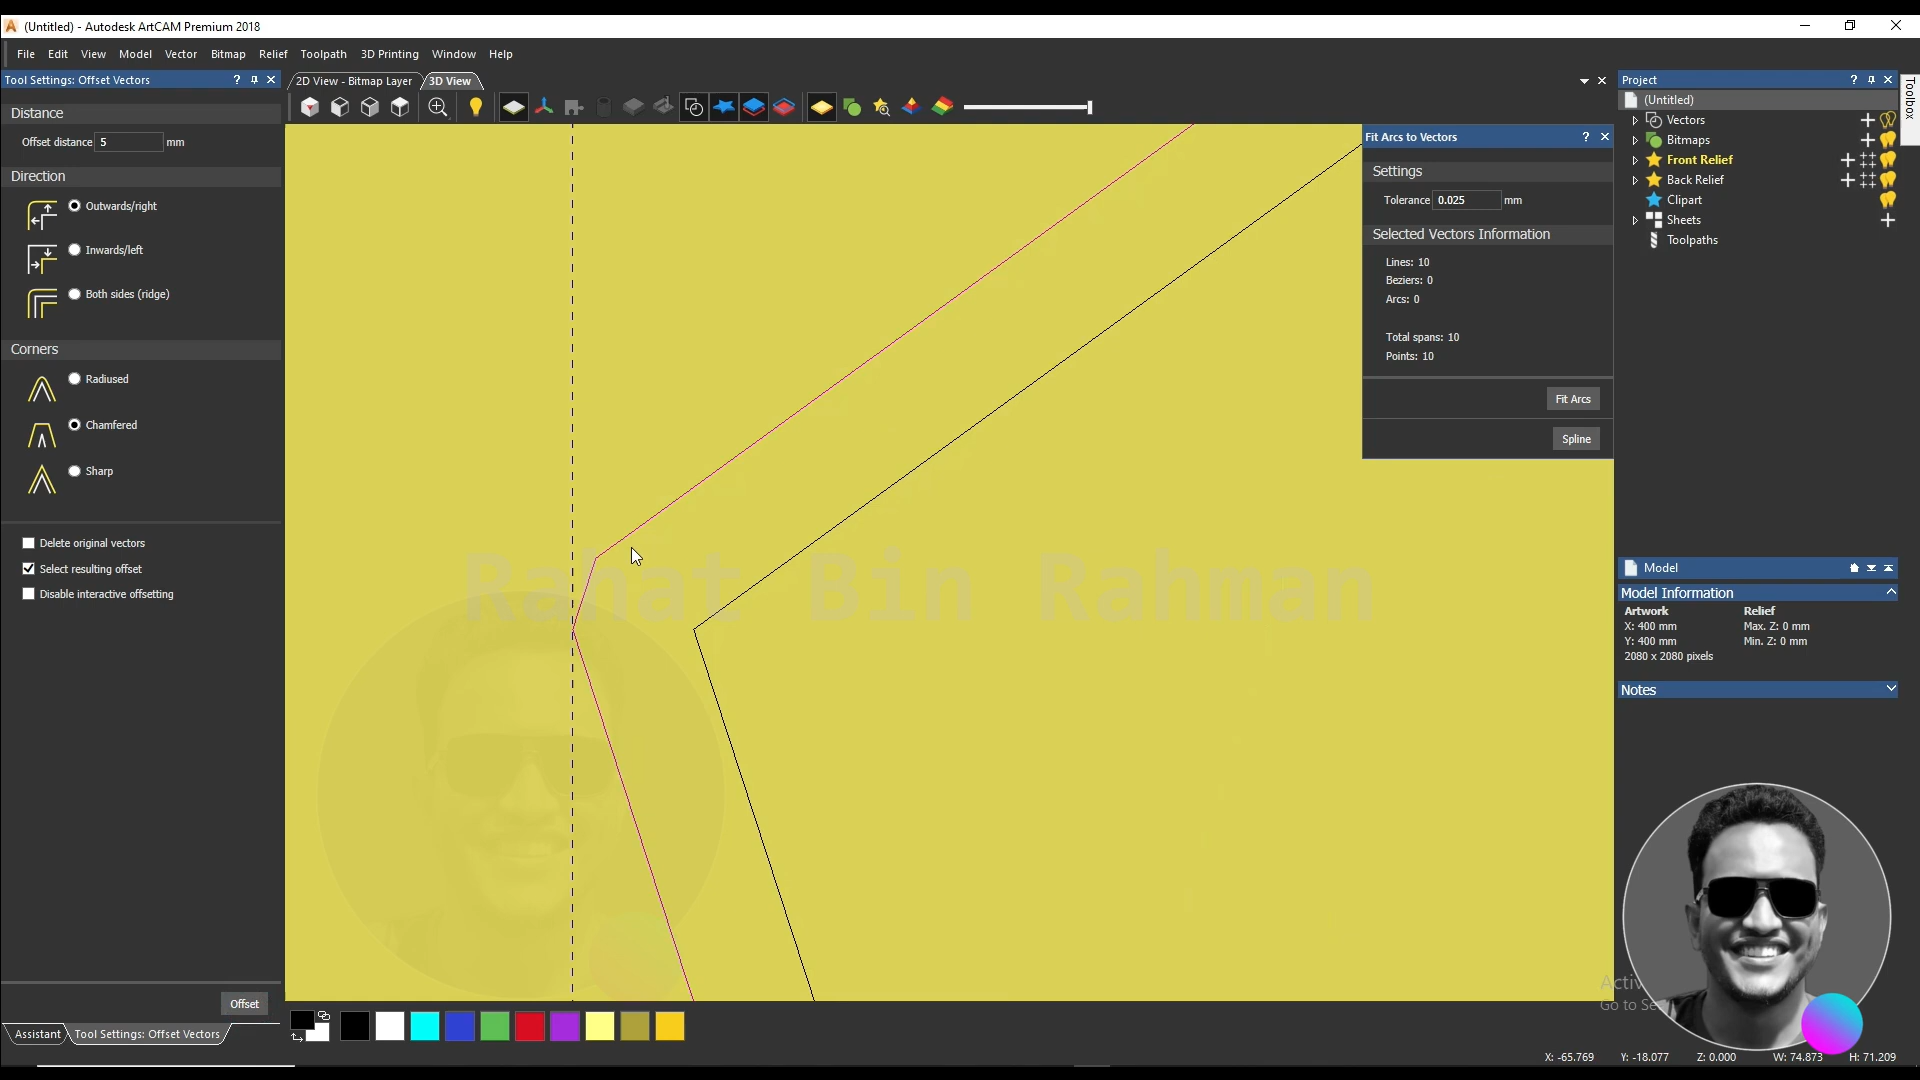 (Untitled) - Autodesk ArtCAM Premium 2018
File Edit View Model Vector Bitmap Relief Toolpath 3D Printing Window Help
Tool Settings: Offset Vectors
Distance
Offset distance 5 mm
Direction
Outwards/right
Inwards/left
Both sides (ridge)
Corners
Radiused
Chamfered
Sharp
Delete original vectors
Select resulting offset
Disable interactive offsetting
Offset
Assistant Tool Settings: Offset Vectors
2D View - Bitmap Layer 3D View
Rahat Bin Rahman
Fit Arcs to Vectors
Settings
Tolerance 0.025 mm
Selected Vectors Information
Lines: 10
Beziers: 0
Arcs: 0
Total spans: 10
Points: 10
Fit Arcs
Spline
Project
Toolbox
(Untitled)
Vectors
Bitmaps
Front Relief
Back Relief
Clipart
Sheets
Toolpaths
Model
Model Information
Artwork Relief
X: 400 mm Max. Z: 0 mm
Y: 400 mm Min. Z: 0 mm
2080 x 2080 pixels
Notes
Go to
X: -65.769 Y: -18.077 Z: 0.000 W: 74.873 H: 71.209